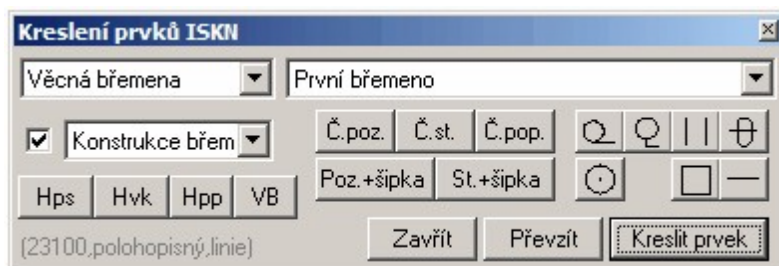 Kreslení prvků ISKN
Věcná břemena První břemeno
Konstrukce břem Č.poz. Č.st. Č.pop.
Hps Hvk Hpp VB Poz.+šipka St.+šipka
(23100,polohopisný,linie) Zavřít Převzít Kreslit prvek